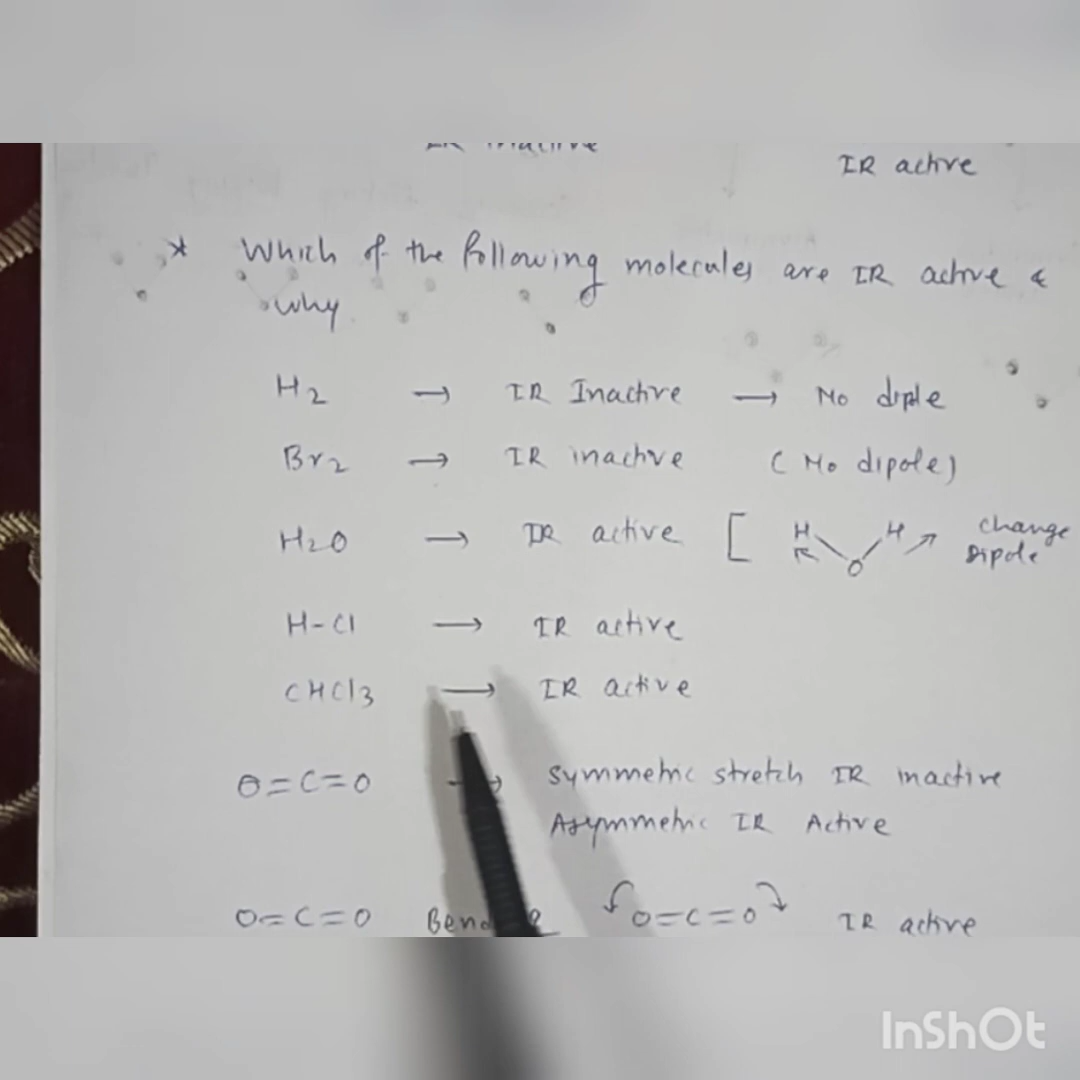 IR active
* Which of the following molecules are IR active &
why
H2 → IR Inactive → No diple
Br2 → IR inactive (No dipole)
H2O → IR active [ H O H ↗ change
Dipole
H-Cl → IR active
CHCl3 → IR active
O=C=O → Symmetric stretch IR inactive
Asymmetric IR Active
O=C=O O=C=O IR active
InShOt